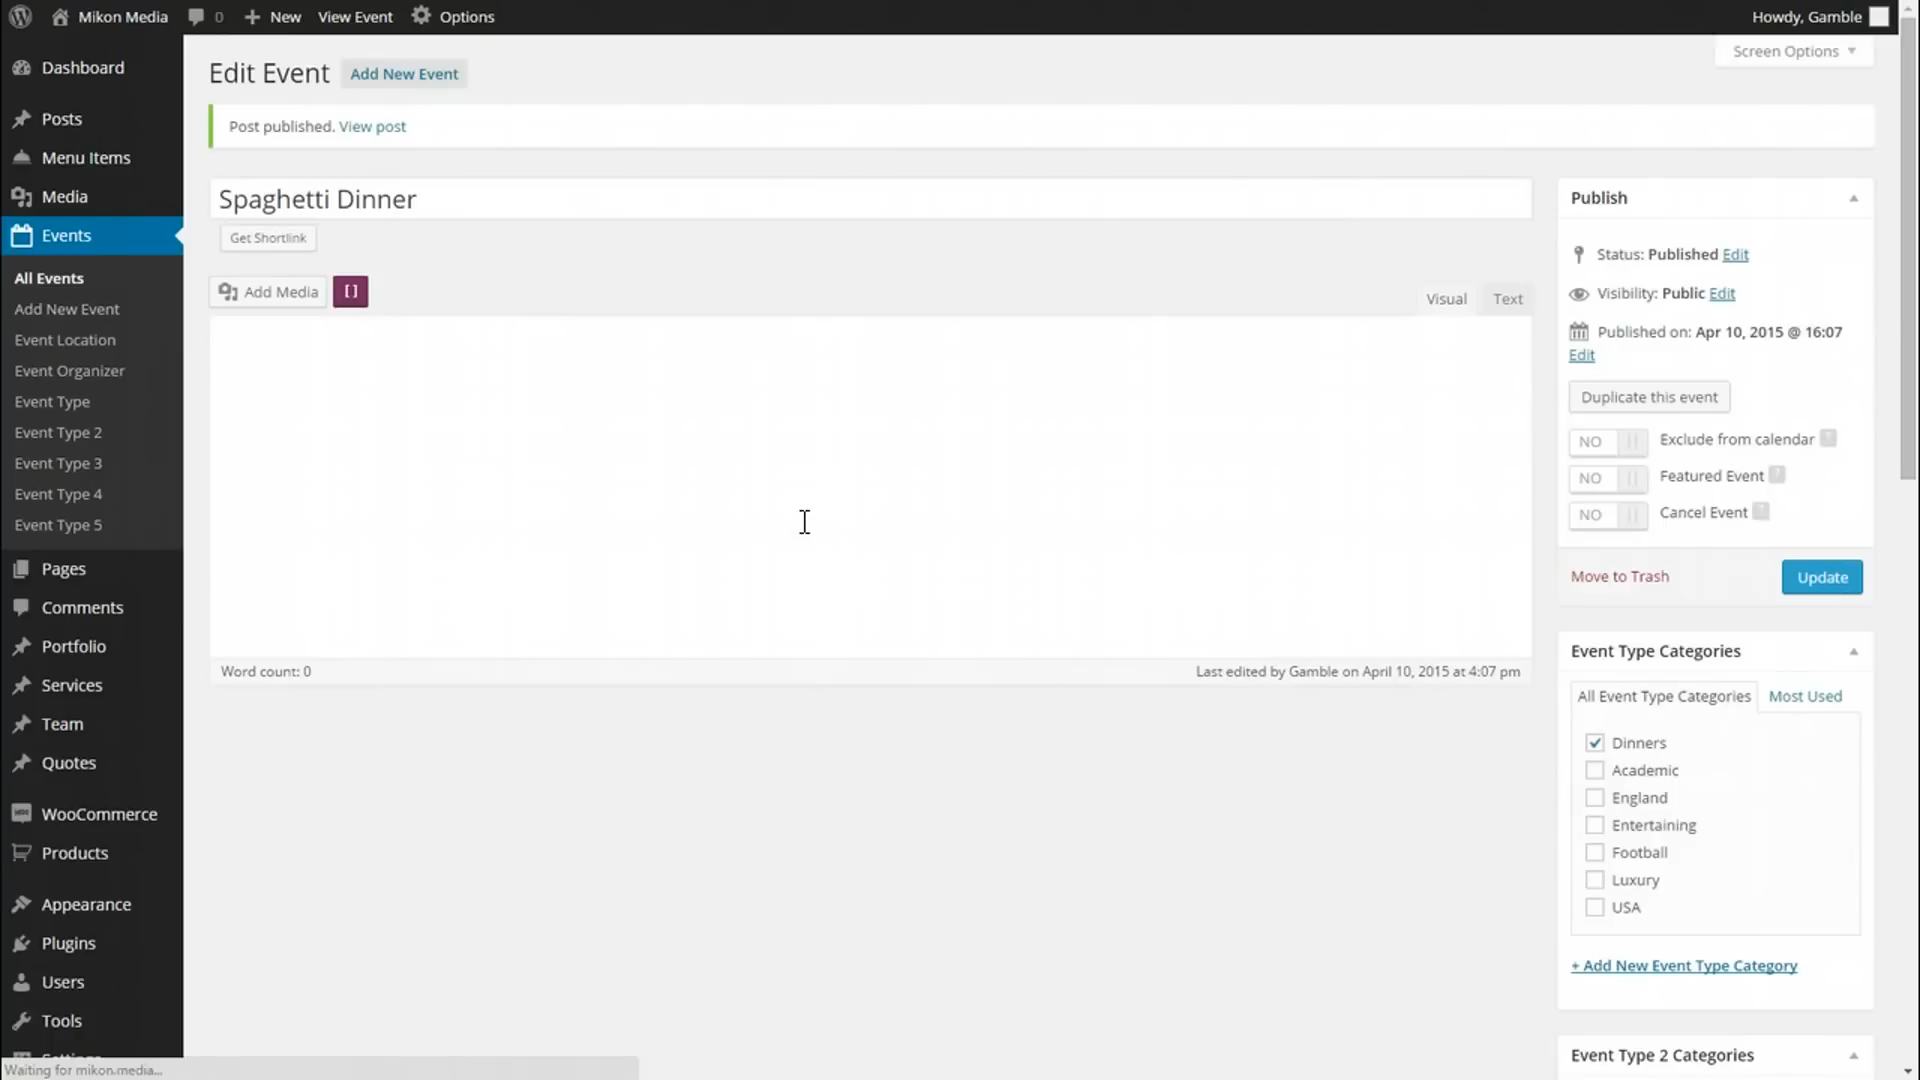 Mikon Media
0
New
View Event
Options
Howdy, Gamble
Screen Options
Dashboard
Posts
Menu Items
Media
Events
All Events
Add New Event
Event Location
Event Organizer
Event Type
Event Type 2
Event Type 3
Event Type 4
Event Type 5
Pages
Comments
Portfolio
Services
Team
Quotes
WooCommerce
Products
Appearance
Plugins
Users
Tools
Settings
Waiting for mikon.media...
Edit Event
Add New Event
Post published. View post
Spaghetti Dinner
Get Shortlink
Add Media
[]
Visual
Text
Word count: 0
Last edited by Gamble on April 10, 2015 at 4:07 pm
Publish
Status: Published Edit
Visibility: Public Edit
Published on: Apr 10, 2015 @ 16:07
Edit
Duplicate this event
NO Exclude from calendar
NO Featured Event
NO Cancel Event
Move to Trash
Update
Event Type Categories
All Event Type Categories
Most Used
Dinners
Academic
England
Entertaining
Football
Luxury
USA
+ Add New Event Type Category
Event Type 2 Categories